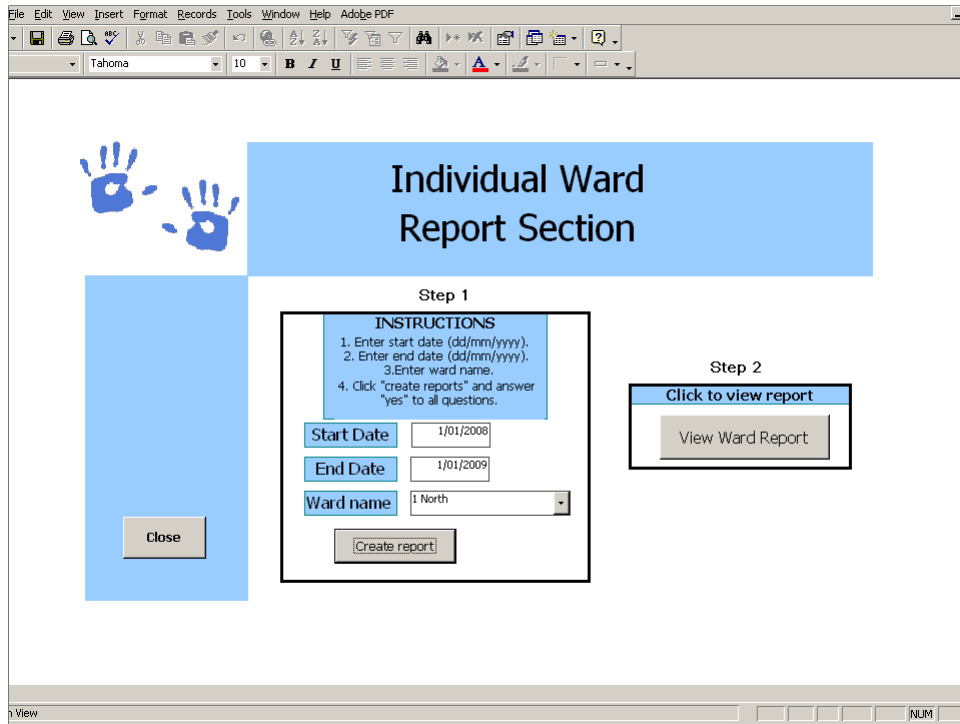 File Edit View Insert Format Records Tools Window Help Adobe PDF
Tahoma 10 B I U A
Individual Ward
Report Section
Step 1
INSTRUCTIONS
1. Enter start date (dd/mm/yyyy).
2. Enter end date (dd/mm/yyyy).
3.Enter ward name.
4. Click "create reports" and answer
"yes" to all questions.
Start Date 1/01/2008
End Date 1/01/2009
Ward name 1 North
Create report
Step 2
Click to view report
View Ward Report
Close
View NUM